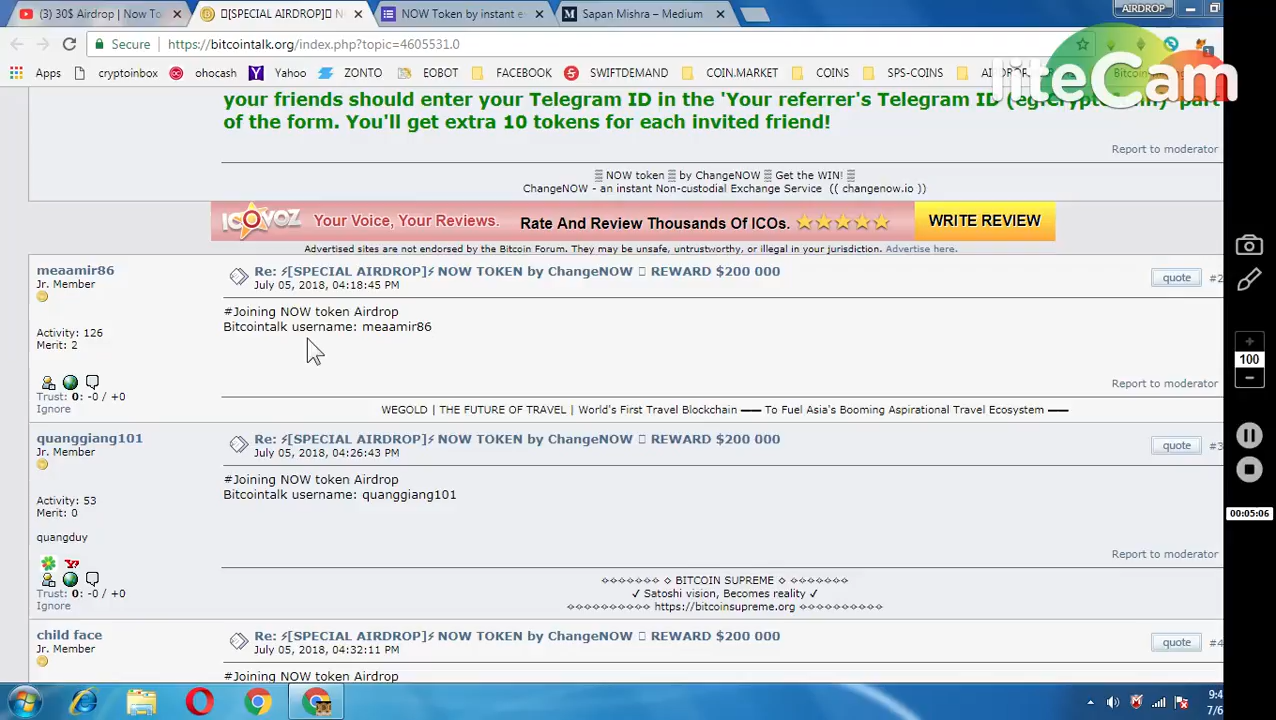 (3) 30$ Airdrop | Now To
[SPECIAL AIRDROP]
NOW Token by instant e
Sapan Mishra – Medium
AIRDROP
Secure
https://bitcointalk.org/index.php?topic=4605531.0
Apps
cryptoinbox
ohocash
Yahoo
ZONTO
EOBOT
FACEBOOK
SWIFTDEMAND
COIN.MARKET
COINS
SPS-COINS
liteCam
your friends should enter your Telegram ID in the 'Your referrer's Telegram ID
of the form. You'll get extra 10 tokens for each invited friend!
Report to moderator
▒ NOW token ▒ by ChangeNOW ▒ Get the WIN! ▒
ChangeNOW - an instant Non-custodial Exchange Service (( changenow.io ))
ICOVOZ Your Voice, Your Reviews. Rate And Review Thousands Of ICOs. ★★★★★ WRITE REVIEW
Advertised sites are not endorsed by the Bitcoin Forum. They may be unsafe, untrustworthy, or illegal in your jurisdiction. Advertise here.
meaamir86
Jr. Member
Activity: 126
Merit: 2
Trust: 0: -0 / +0
Ignore
Re: ⚡[SPECIAL AIRDROP]⚡ NOW TOKEN by ChangeNOW REWARD $200 000
July 05, 2018, 04:18:45 PM
quote
#2
#Joining NOW token Airdrop
Bitcointalk username: meaamir86
Report to moderator
WEGOLD | THE FUTURE OF TRAVEL | World's First Travel Blockchain ━━ To Fuel Asia's Booming Aspirational Travel Ecosystem ━━
quanggiang101
Jr. Member
Activity: 53
Merit: 0
quangduy
Trust: 0: -0 / +0
Ignore
Re: ⚡[SPECIAL AIRDROP]⚡ NOW TOKEN by ChangeNOW REWARD $200 000
July 05, 2018, 04:26:43 PM
quote
#3
#Joining NOW token Airdrop
Bitcointalk username: quanggiang101
Report to moderator
◇◇◇◇◇◇◇ ◇ BITCOIN SUPREME ◇ ◇◇◇◇◇◇◇
✓ Satoshi vision, Becomes reality ✓
◇◇◇◇◇◇◇◇◇◇ https://bitcoinsupreme.org ◇◇◇◇◇◇◇◇◇◇
child face
Jr. Member
Re: ⚡[SPECIAL AIRDROP]⚡ NOW TOKEN by ChangeNOW REWARD $200 000
July 05, 2018, 04:32:11 PM
quote
#4
#Joining NOW token Airdrop
100
00:05:06
9:4
7/6